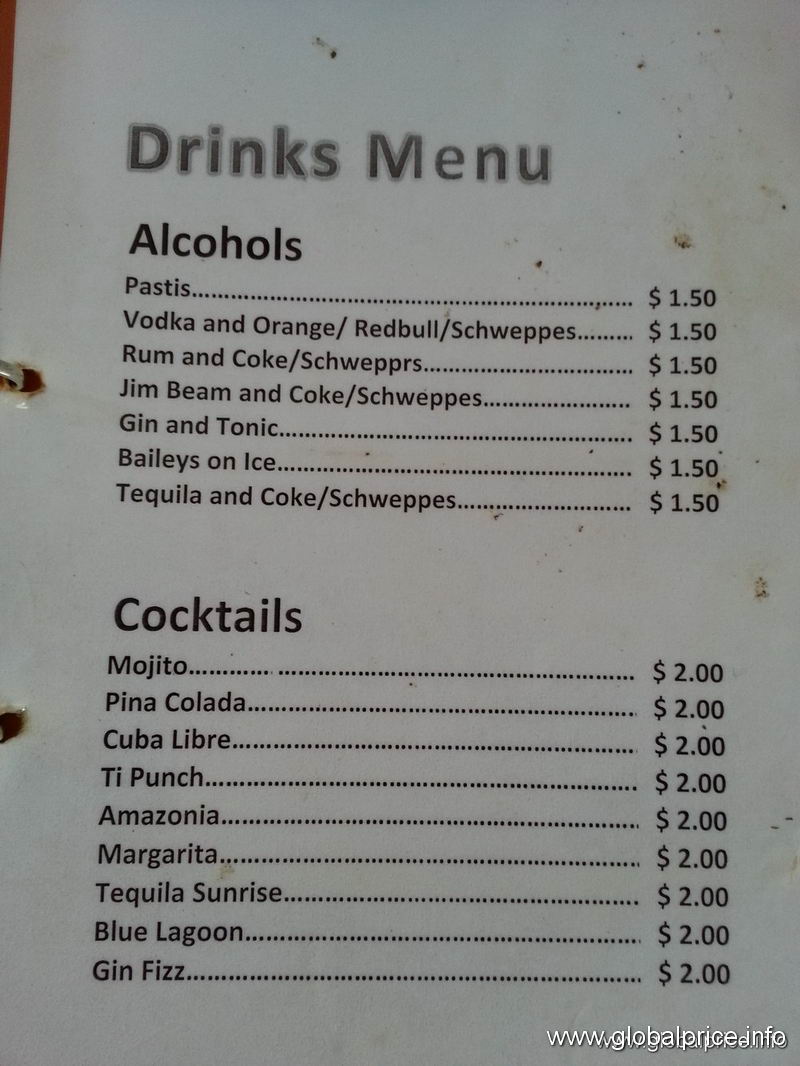 Drinks Menu
Alcohols
Pastis.......................................................................... $ 1.50
Vodka and Orange/ Redbull/Schweppes......... $ 1.50
Rum and Coke/Schwepprs................................... $ 1.50
Jim Beam and Coke/Schweppes......................... $ 1.50
Gin and Tonic............................................................ $ 1.50
Baileys on Ice............................................................ $ 1.50
Tequila and Coke/Schweppes............................. $ 1.50
Cocktails
Mojito............. ............................................................ $ 2.00
Pina Colada................................................................. $ 2.00
Cuba Libre.................................................................... $ 2.00
Ti Punch........................................................................ $ 2.00
Amazonia...................................................................... $ 2.00
Margarita...................................................................... $ 2.00
Tequila Sunrise............................................................ $ 2.00
Blue Lagoon................................................................. $ 2.00
Gin Fizz........................................................................... $ 2.00
www.globalprice.info
www.globalprice.info